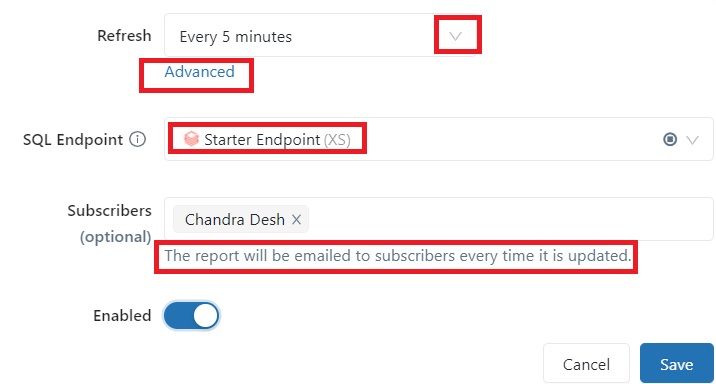 Refresh Every 5 minutes
Advanced
SQL Endpoint Starter Endpoint (XS)
Subscribers Chandra Desh X
(optional)
The report will be emailed to subscribers every time it is updated.
Enabled
Cancel Save